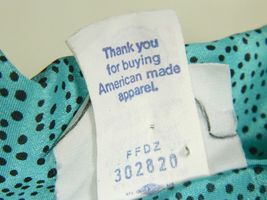 Thank you
for buying
American made
apparel.
FFDZ
302820